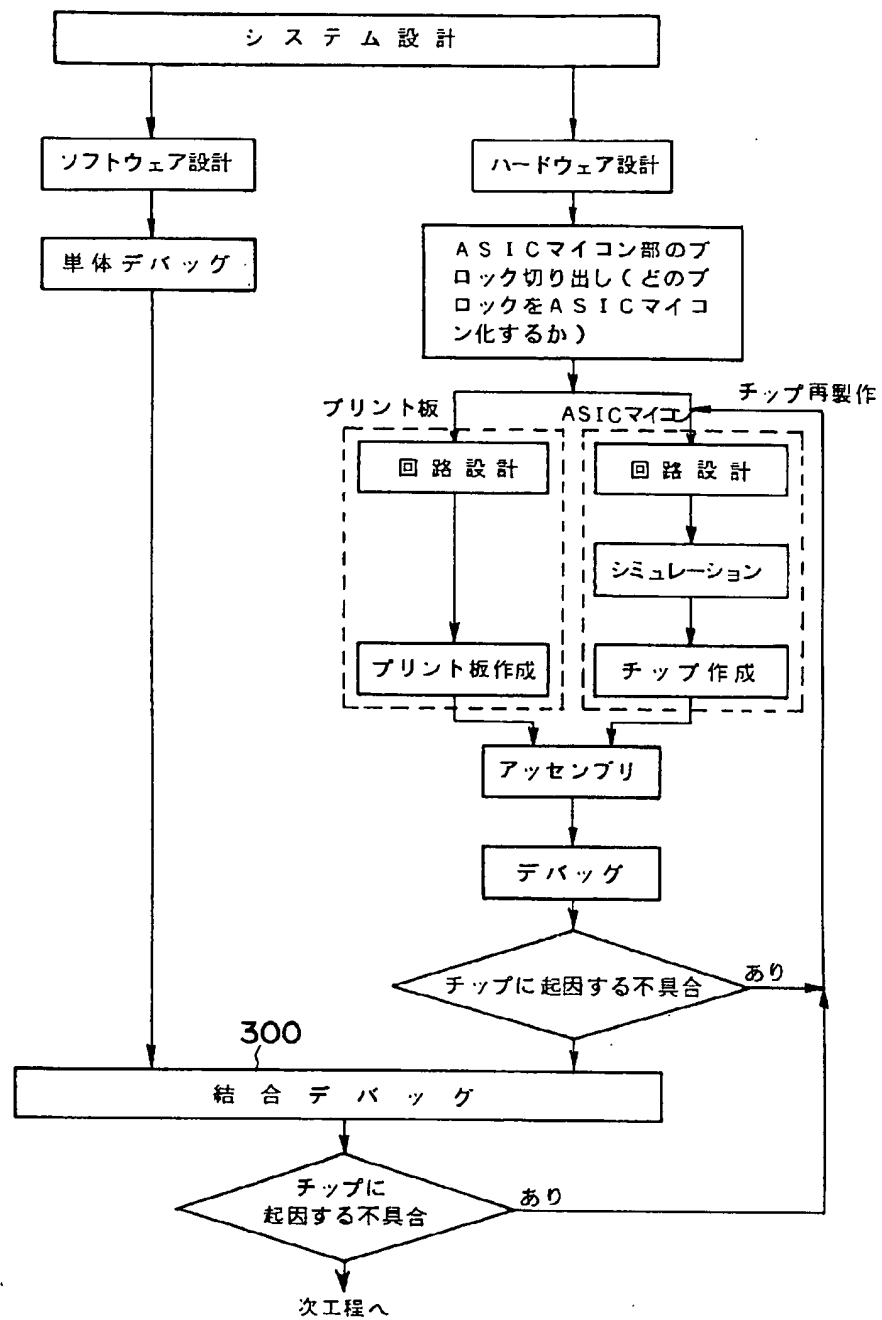 システム設計
ソフトウェア設計
ハードウェア設計
単体デバッグ
ASICマイコン部のブ
ロック切り出し(どのブ
ロックをASICマイコ
ン化するか)
チップ再製作
プリント板
ASICマイコン
回路設計
回路設計
シミュレーション
プリント板作成
チップ作成
アッセンブリ
デバッグ
チップに起因する不具合
あり
300
結合デバッグ
チップに
起因する不具合
あり
次工程へ